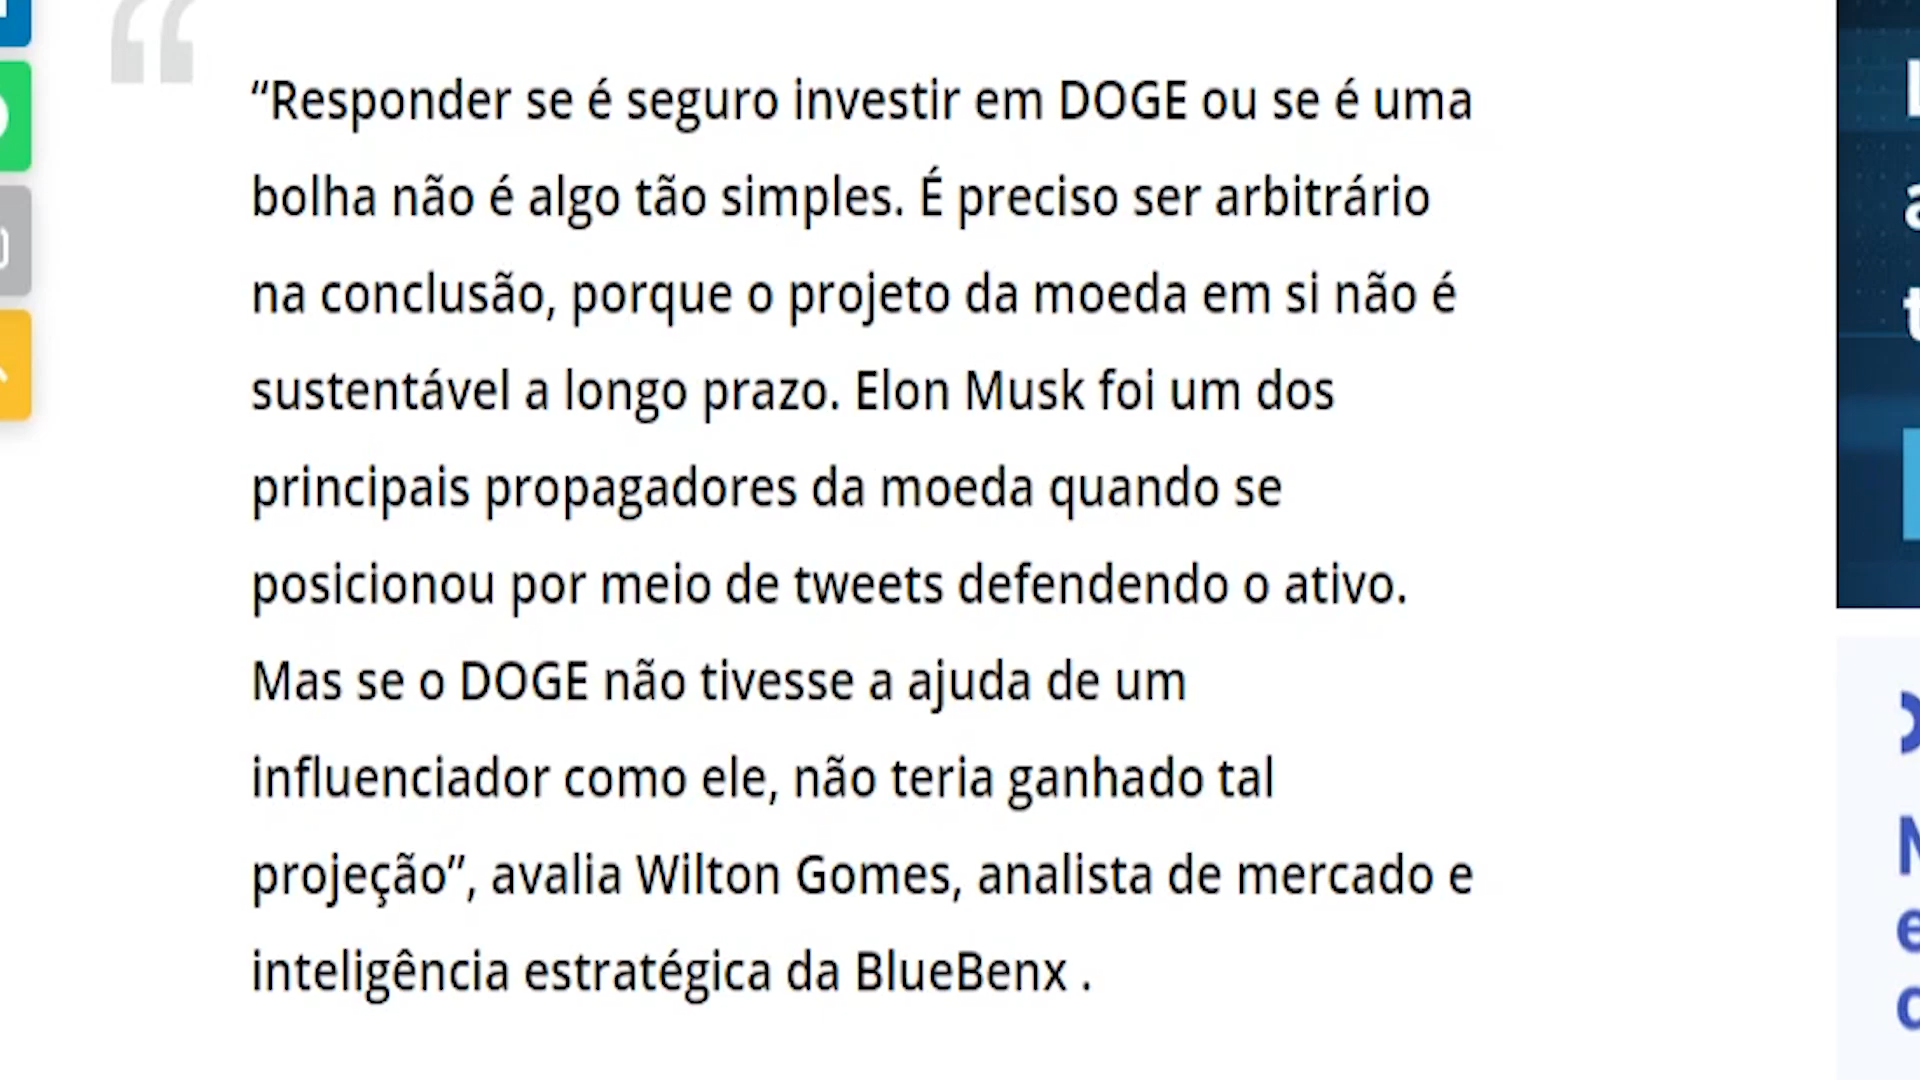 “Responder se é seguro investir em DOGE ou se é uma
bolha não é algo tão simples. É preciso ser arbitrário
na conclusão, porque o projeto da moeda em si não é
sustentável a longo prazo. Elon Musk foi um dos
principais propagadores da moeda quando se
posicionou por meio de tweets defendendo o ativo.
Mas se o DOGE não tivesse a ajuda de um
influenciador como ele, não teria ganhado tal
projeção”, avalia Wilton Gomes, analista de mercado e
inteligência estratégica da BlueBenx .